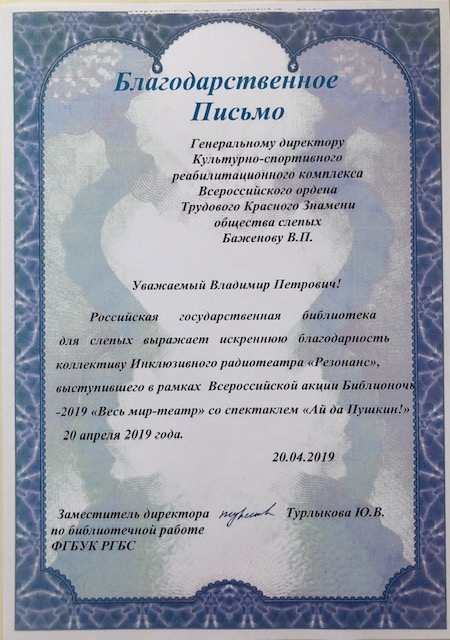 Благодарственное
Письмо
Генеральному директору
Культурно-спортивного
реабилитационного комплекса
Всероссийского ордена
Трудового Красного Знамени
общества слепых
Баженову В.П.
Уважаемый Владимир Петрович!
Российская государственная библиотека
для слепых выражает искреннюю благодарность
коллективу Инклюзивного радиотеатра «Резонанс»,
выступившего в рамках Всероссийской акции Библионочь
-2019 «Весь мир-театр» со спектаклем «Ай да Пушкин!»
20 апреля 2019 года.
20.04.2019
Заместитель директора Турлыкова Ю.В.
по библиотечной работе
ФГБУК РГБС